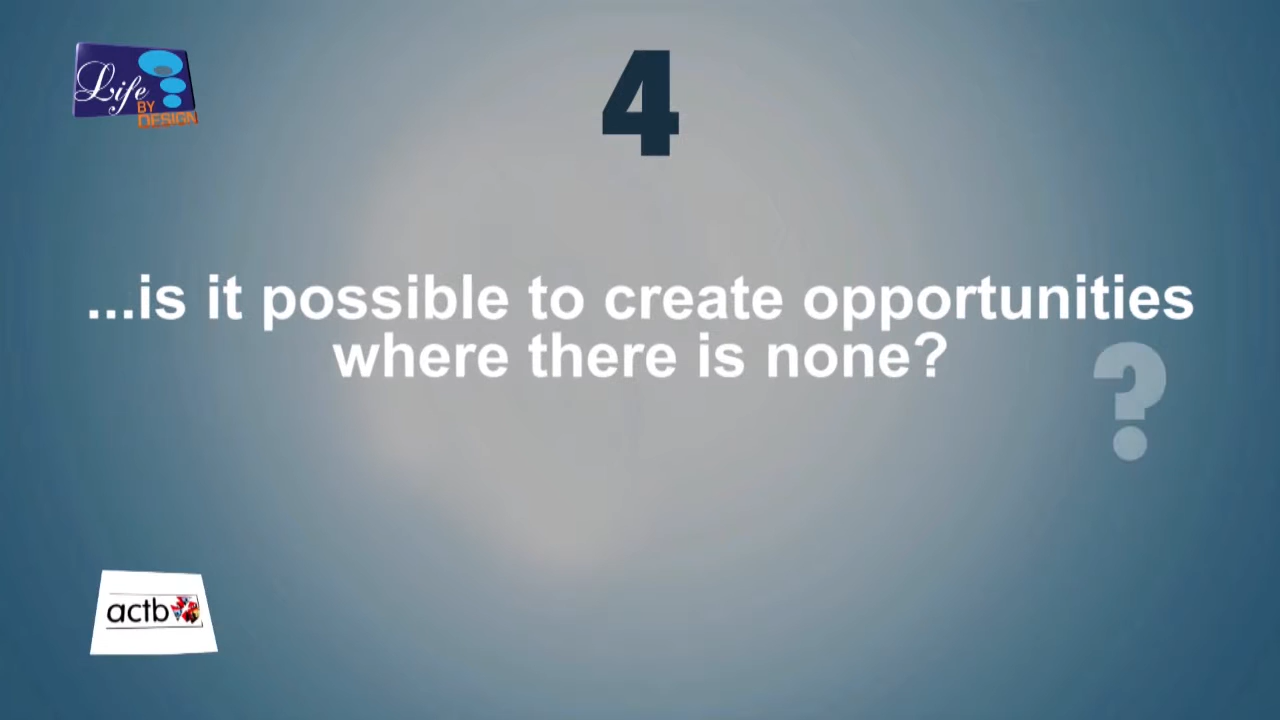 Life
BY
DESIGN
4
...is it possible to create opportunities
where there is none?
?
actb